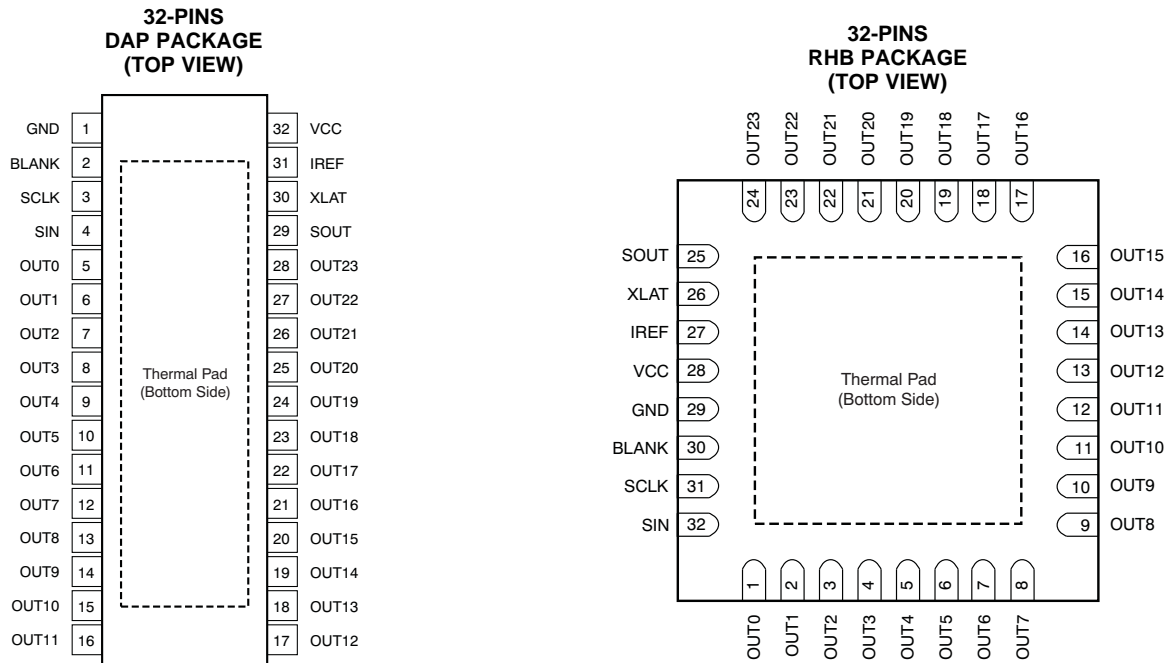 32-PINS
DAP PACKAGE
(TOP VIEW)
GND 1
BLANK 2
SCLK 3
SIN 4
OUT0 5
OUT1 6
OUT2 7
OUT3 8
OUT4 9
OUT5 10
OUT6 11
OUT7 12
OUT8 13
OUT9 14
OUT10 15
OUT11 16
Thermal Pad
(Bottom Side)
32 VCC
31 IREF
30 XLAT
29 SOUT
28 OUT23
27 OUT22
26 OUT21
25 OUT20
24 OUT19
23 OUT18
22 OUT17
21 OUT16
20 OUT15
19 OUT14
18 OUT13
17 OUT12
32-PINS
RHB PACKAGE
(TOP VIEW)
OUT23 OUT22 OUT21 OUT20 OUT19 OUT18 OUT17 OUT16
24 23 22 21 20 19 18 17
SOUT 25
XLAT 26
IREF 27
VCC 28
GND 29
BLANK 30
SCLK 31
SIN 32
Thermal Pad
(Bottom Side)
16 OUT15
15 OUT14
14 OUT13
13 OUT12
12 OUT11
11 OUT10
10 OUT9
9 OUT8
1 2 3 4 5 6 7 8
OUT0 OUT1 OUT2 OUT3 OUT4 OUT5 OUT6 OUT7